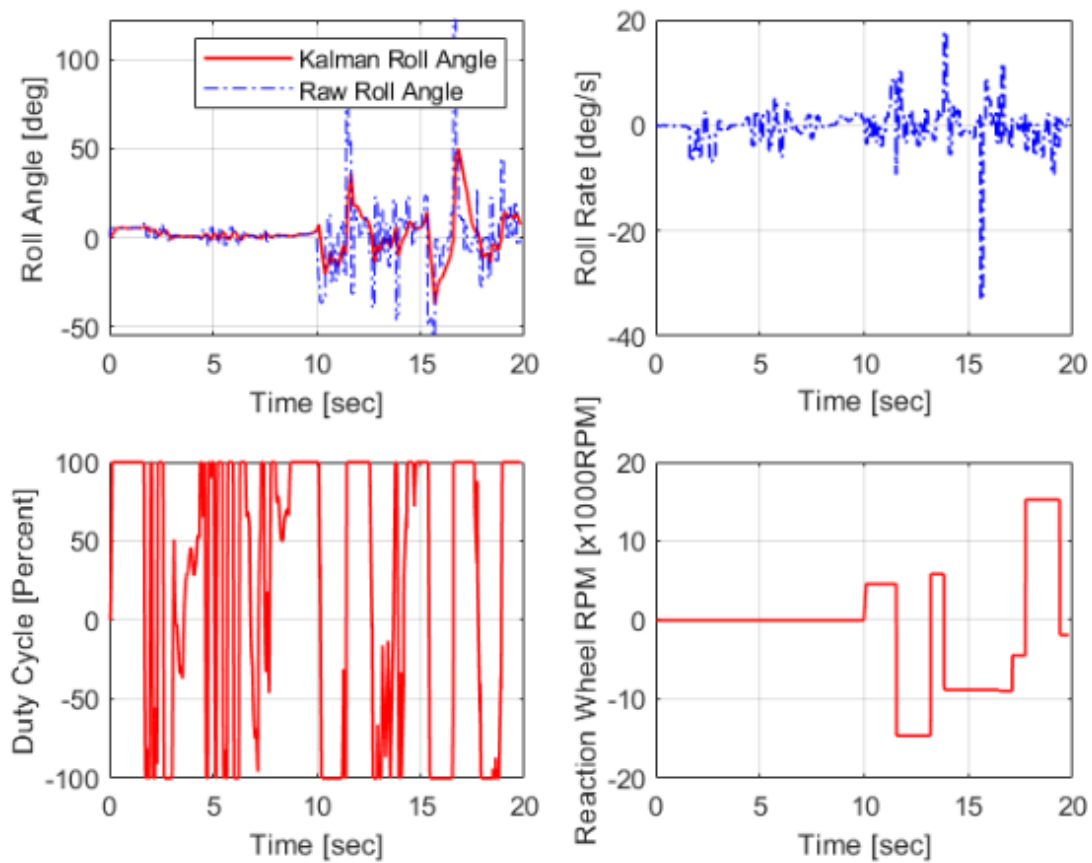 Roll Angle [deg]
100
50
0
-50
Kalman Roll Angle
Raw Roll Angle
0 5 10 15 20
Time [sec]
Roll Rate [deg/s]
20
0
-20
-40
0 5 10 15 20
Time [sec]
Duty Cycle [Percent]
100
50
0
-50
-100
0 5 10 15 20
Time [sec]
Reaction Wheel RPM [x1000RPM]
20
10
0
-10
-20
0 5 10 15 20
Time [sec]